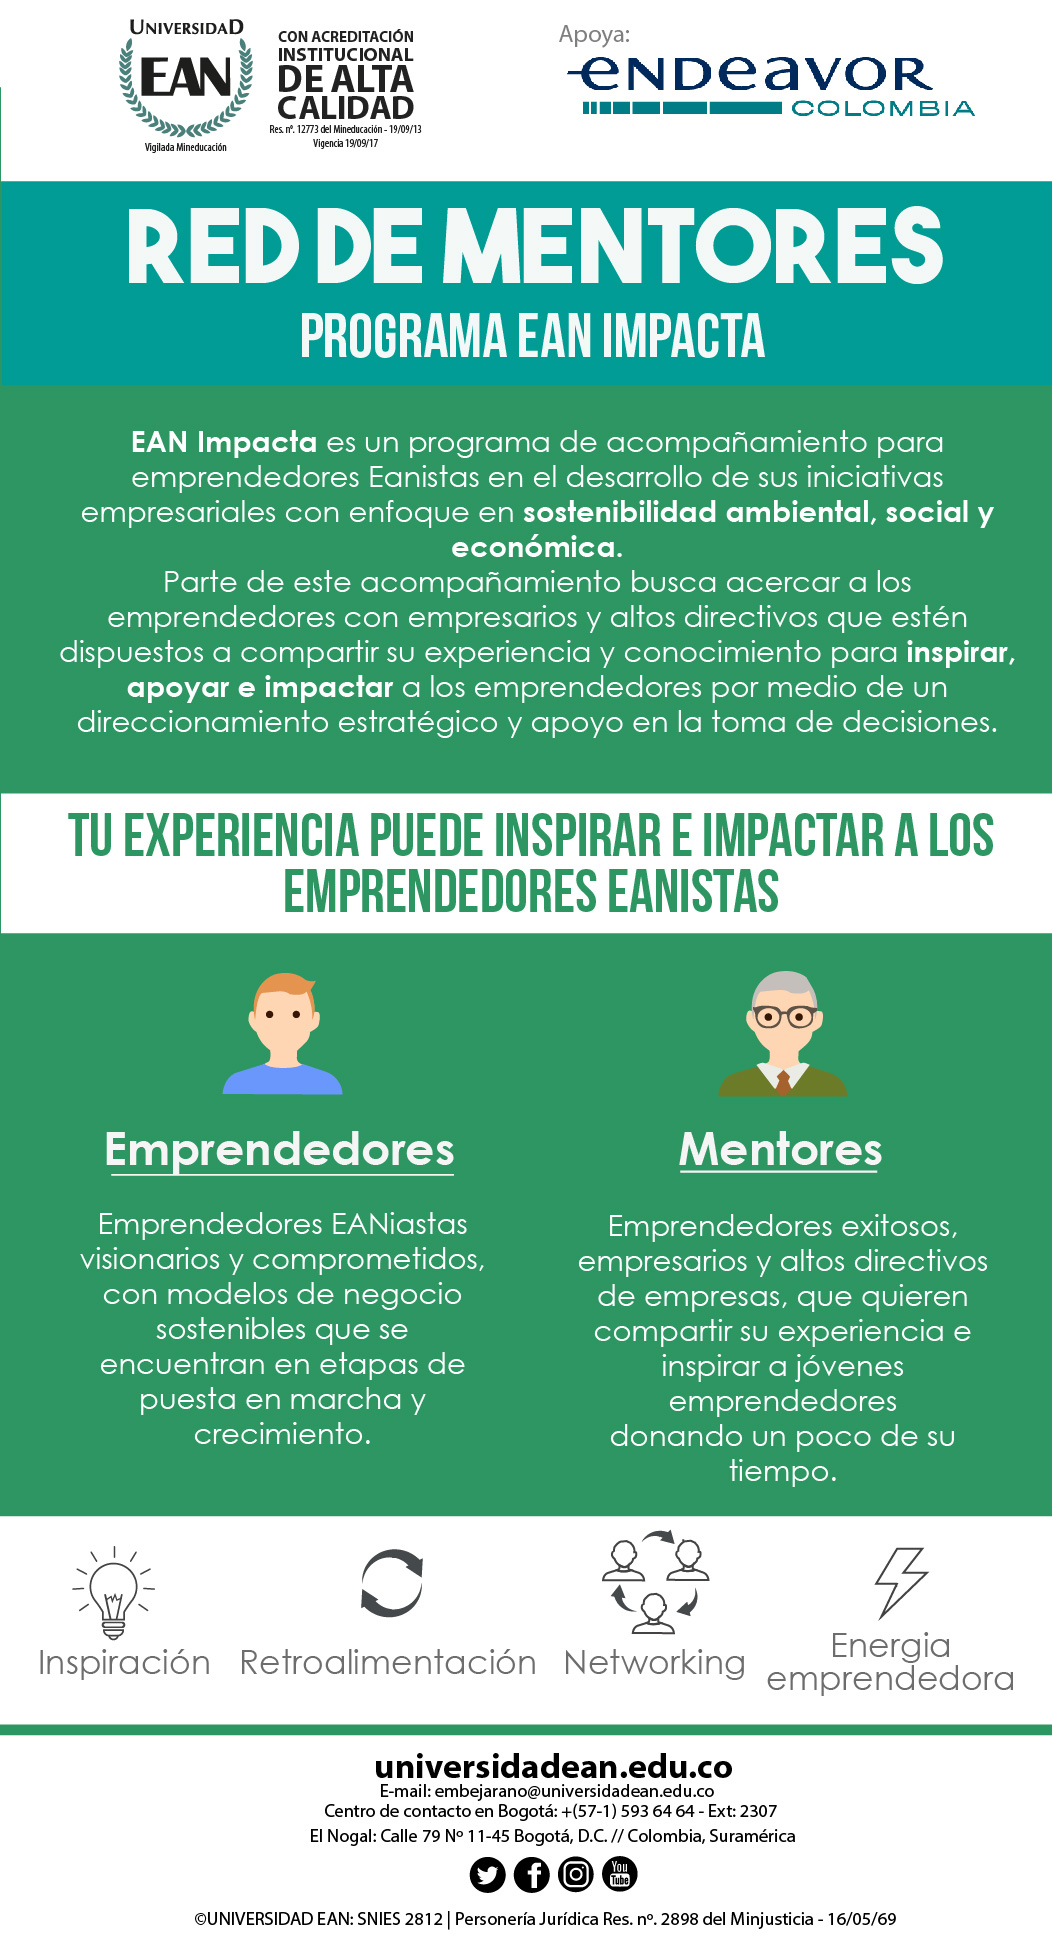 UNIVERSIDAD
EAN
Vigilada Mineducación
CON ACREDITACIÓN
INSTITUCIONAL
DE ALTA
CALIDAD
Res. nº. 12773 del Mineducación - 19/09/13
Vigencia 19/09/17
Apoya:
enDeavor
COLOMBIA
RED DE MENTORES
PROGRAMA EAN IMPACTA
EAN Impacta es un programa de acompañamiento para
emprendedores Eanistas en el desarrollo de sus iniciativas
empresariales con enfoque en sostenibilidad ambiental, social y
económica.
Parte de este acompañamiento busca acercar a los
emprendedores con empresarios y altos directivos que estén
dispuestos a compartir su experiencia y conocimiento para inspirar,
apoyar e impactar a los emprendedores por medio de un
direccionamiento estratégico y apoyo en la toma de decisiones.
TU EXPERIENCIA PUEDE INSPIRAR E IMPACTAR A LOS
EMPRENDEDORES EANISTAS
Emprendedores
Emprendedores EANiastas
visionarios y comprometidos,
con modelos de negocio
sostenibles que se
encuentran en etapas de
puesta en marcha y
crecimiento.
Mentores
Emprendedores exitosos,
empresarios y altos directivos
de empresas, que quieren
compartir su experiencia e
inspirar a jóvenes
emprendedores
donando un poco de su
tiempo.
Inspiración
Retroalimentación
Networking
Energia
emprendedora
universidadean.edu.co
E-mail: embejarano@universidadean.edu.co
Centro de contacto en Bogotá: +(57-1) 593 64 64 - Ext: 2307
El Nogal: Calle 79 Nº 11-45 Bogotá, D.C. // Colombia, Suramérica
You
Tube
©UNIVERSIDAD EAN: SNIES 2812 | Personería Jurídica Res. nº. 2898 del Minjusticia - 16/05/69